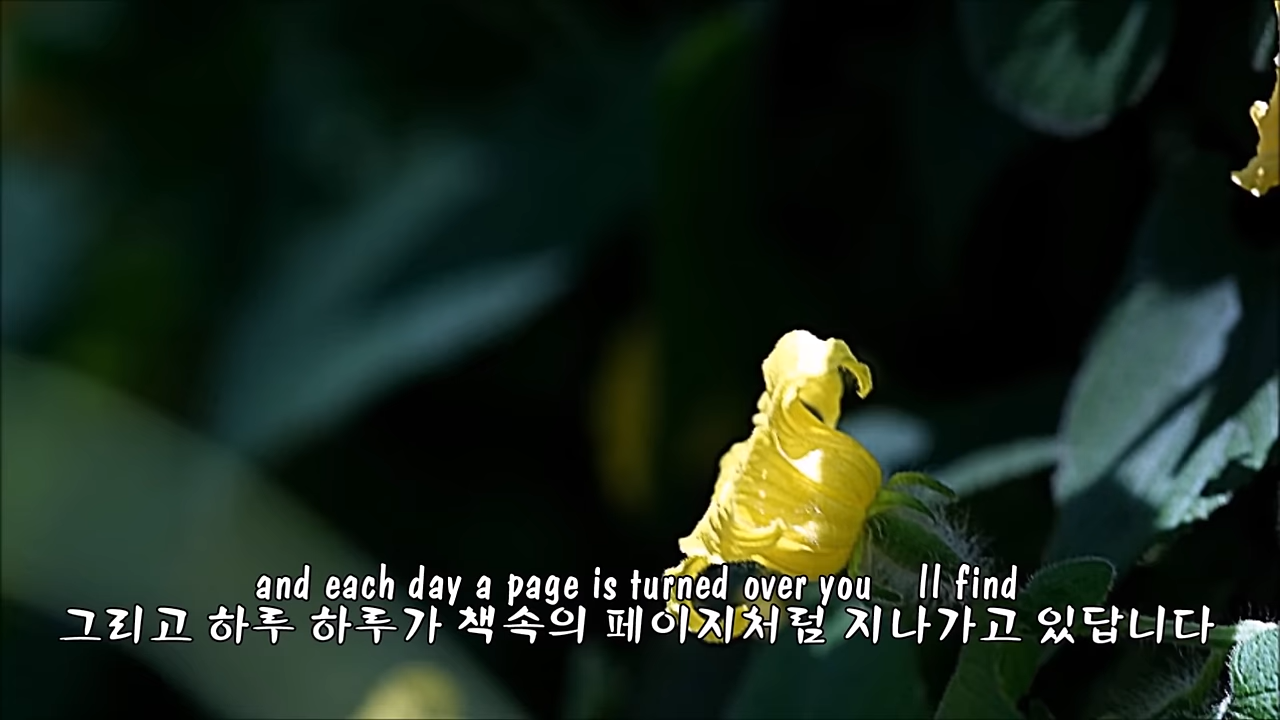 and each day a page is turned over you ll find
그리고 하루 하루가 책속의 페이지처럼 지나가고 있답니다